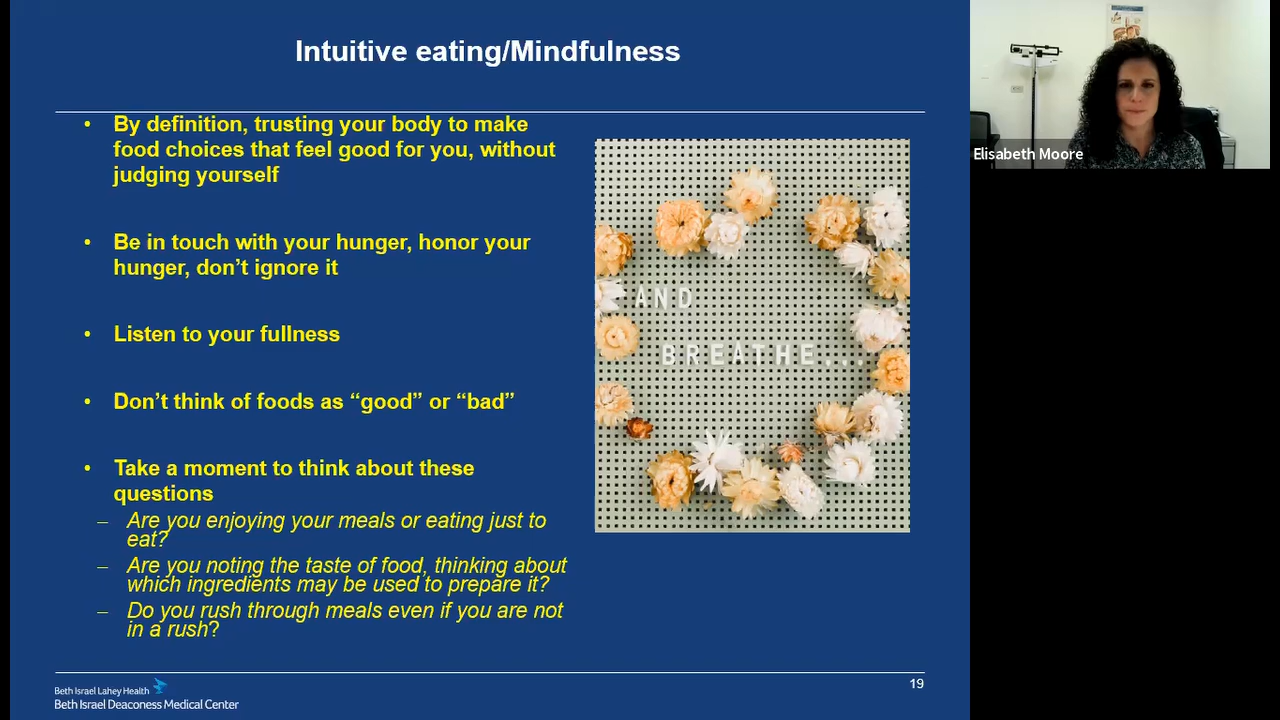 Intuitive eating/Mindfulness
• By definition, trusting your body to make
food choices that feel good for you, without
judging yourself
• Be in touch with your hunger, honor your
hunger, don’t ignore it
• Listen to your fullness
• Don’t think of foods as “good” or “bad”
• Take a moment to think about these
questions
– Are you enjoying your meals or eating just to
eat?
– Are you noting the taste of food, thinking about
which ingredients may be used to prepare it?
– Do you rush through meals even if you are not
in a rush?
AND
BREATHE...
Beth Israel Lahey Health
Beth Israel Deaconess Medical Center
19
Elisabeth Moore